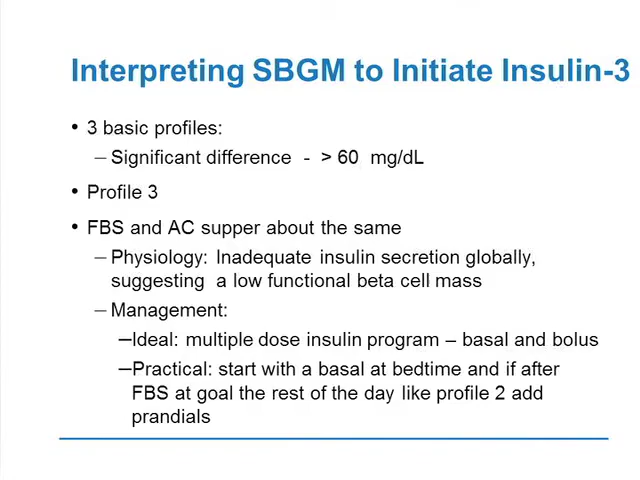 Interpreting SBGM to Initiate Insulin-3
• 3 basic profiles:
– Significant difference - > 60 mg/dL
• Profile 3
• FBS and AC supper about the same
– Physiology: Inadequate insulin secretion globally,
suggesting a low functional beta cell mass
– Management:
–Ideal: multiple dose insulin program – basal and bolus
–Practical: start with a basal at bedtime and if after
FBS at goal the rest of the day like profile 2 add
prandials